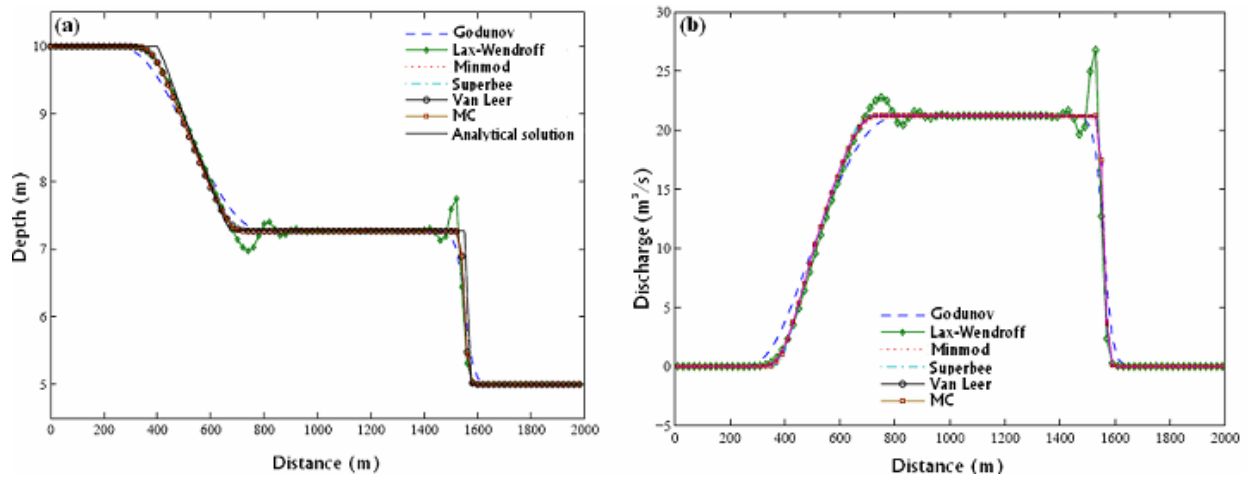 (a)
Godunov
Lax-Wendroff
Minmod
Superbee
Van Leer
MC
Analytical solution
10
9
8
7
6
5
Depth (m)
0 200 400 600 800 1000 1200 1400 1600 1800 2000
Distance (m)
(b)
30
25
20
15
10
5
0
-5
Discharge (m³/s)
Godunov
Lax-Wendroff
Minmod
Superbee
Van Leer
MC
0 200 400 600 800 1000 1200 1400 1600 1800 2000
Distance (m)